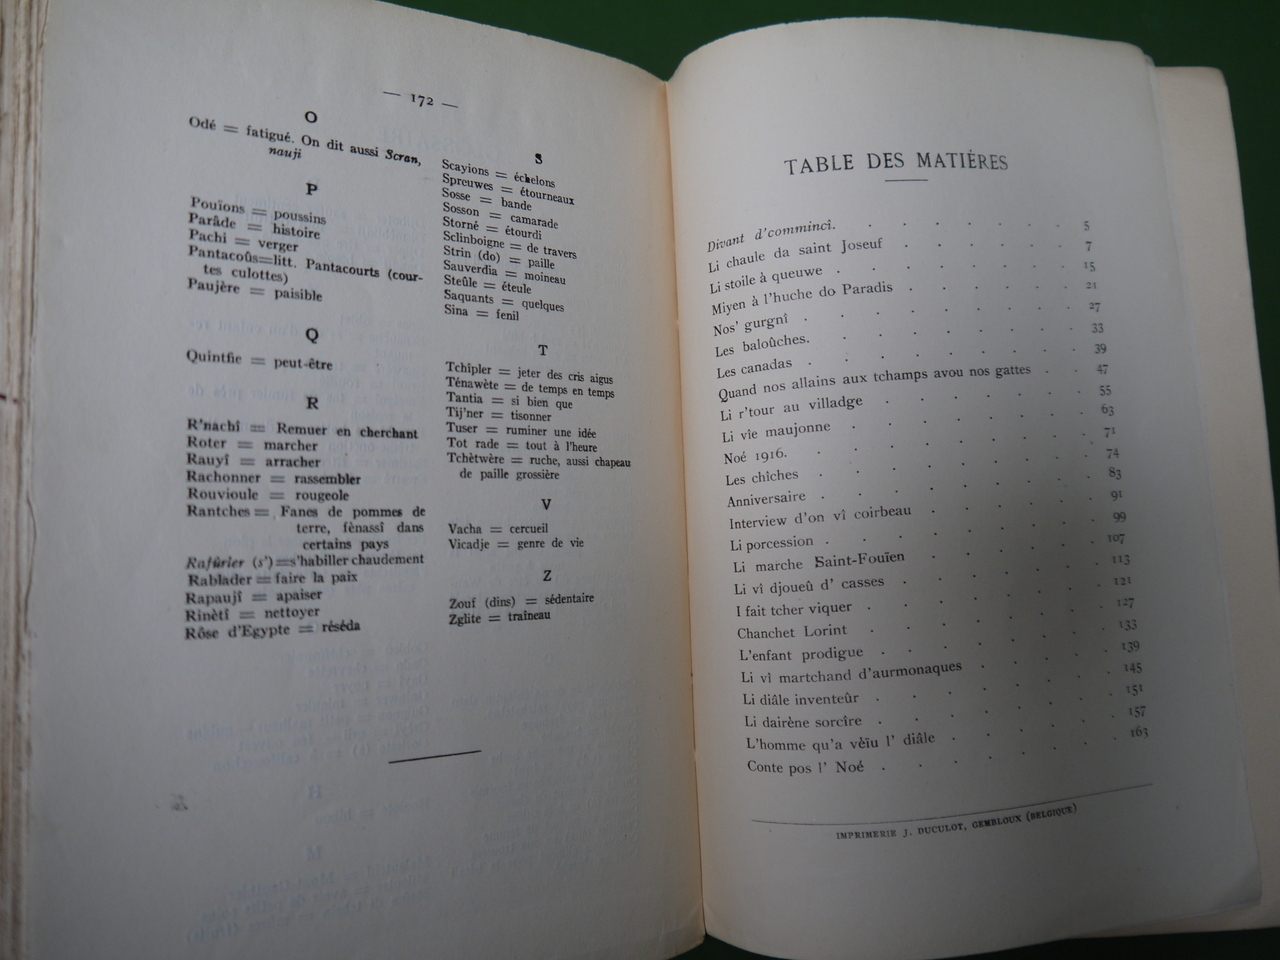 — 172 —
O
Odé = fatigué. On dit aussi Scran,
nauji
P
Pouïons = poussins
Parâde = histoire
Pachi = verger
Pantacoûs=litt. Pantacourts (cour-
tes culottes)
Paujère = paisible
Q
Quintfie = peut-être
R
R'nachî = Remuer en cherchant
Roter = marcher
Rauyî = arracher
Rachonner = rassembler
Rouvioule = rougeole
Rantches = Fanes de pommes de
terre, fènassî dans
certains pays
Rafûrler (s')=s'habiller chaudement
Rablader = faire la paix
Rapaujî = apaiser
Rinètî = nettoyer
Rôse d'Egypte = réséda
S
Scayions = échelons
Spreuwes = étourneaux
Sosse = bande
Sosson = camarade
Storné = étourdi
Sclinboigne = de travers
Strin (do) = paille
Sauverdia = moineau
Steûle = éteule
Saquants = quelques
Sina = fenil
T
Tchîpler = jeter des cris aigus
Ténawète = de temps en temps
Tantia = si bien que
Tij'ner = tisonner
Tuser = ruminer une idée
Tot rade = tout à l'heure
Tchètwère = ruche, aussi chapeau
de paille grossière
V
Vacha = cercueil
Vicadje = genre de vie
Z
Zouf (dins) = sédentaire
Zglite = traîneau
TABLE DES MATIÈRES
Divant d'commincî. 5
Li chaule da saint Joseuf 7
Li stoile à queuwe 15
Miyen à l'huche do Paradis 21
Nos' gurgnî 27
Les baloûches. 33
Les canadas 39
Quand nos allains aux tchamps avou nos gattes 47
Li r'tour au villadge 55
Li vîe maujonne 63
Noé 1916. 71
Les chîches 74
Anniversaire 83
Interview d'on vî coirbeau 91
Li porcession 99
Li marche Saint-Fouïen 107
Li vî djoueû d' casses 113
I fait tcher viquer 121
Chanchet Lorint 127
L'enfant prodigue 133
Li vî martchand d'aurmonaques 139
Li diâle inventeûr 145
Li dairène sorcîre 151
L'homme qu'a vèïu l' diâle 157
Conte pos l' Noé 163
IMPRIMERIE J. DUCULOT, GEMBLOUX (BELGIQUE)